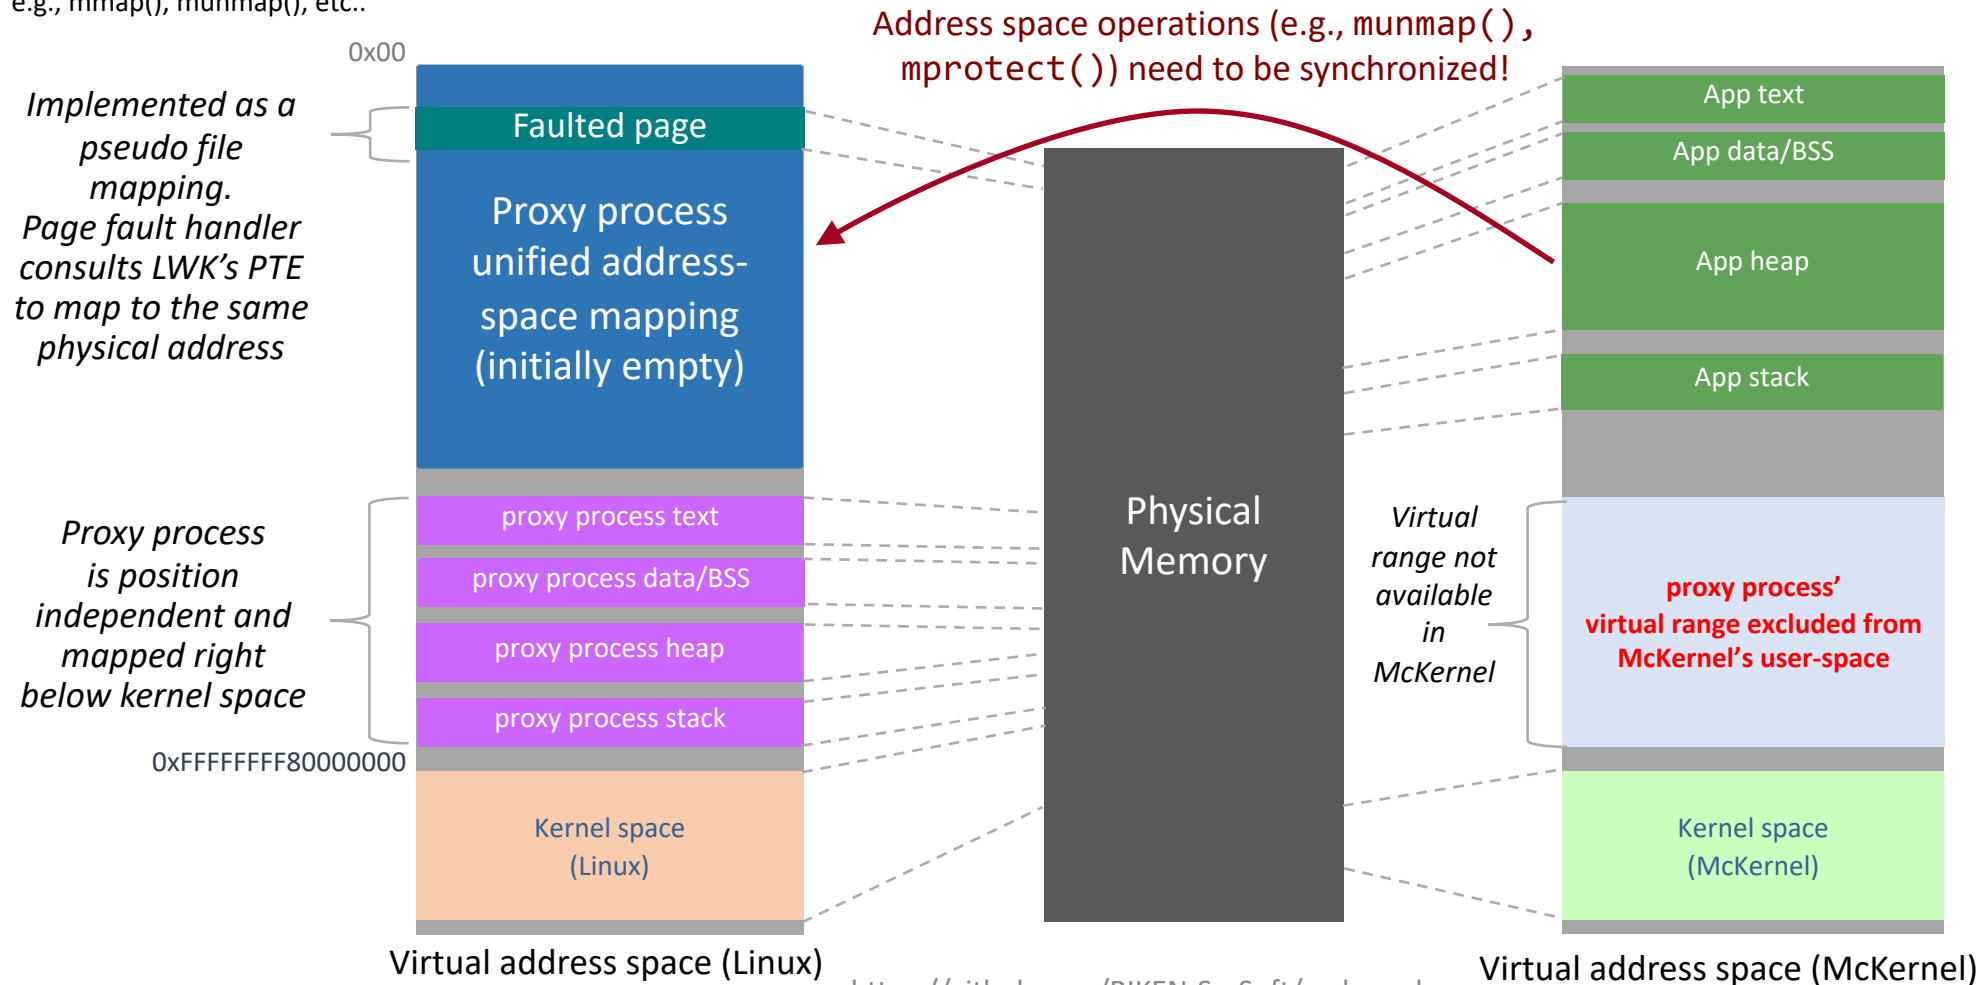 e.g., mmap(), munmap(), etc..
Address space operations (e.g., munmap(),
mprotect()) need to be synchronized!
0x00
Implemented as a
pseudo file
mapping.
Page fault handler
consults LWK’s PTE
to map to the same
physical address
Faulted page
Proxy process
unified address-
space mapping
(initially empty)
Proxy process
is position
independent and
mapped right
below kernel space
proxy process text
proxy process data/BSS
proxy process heap
proxy process stack
0xFFFFFFFF80000000
Kernel space
(Linux)
Virtual address space (Linux)
Physical
Memory
App text
App data/BSS
App heap
App stack
Virtual
range not
available
in
McKernel
proxy process’
virtual range excluded from
McKernel’s user-space
Kernel space
(McKernel)
Virtual address space (McKernel)